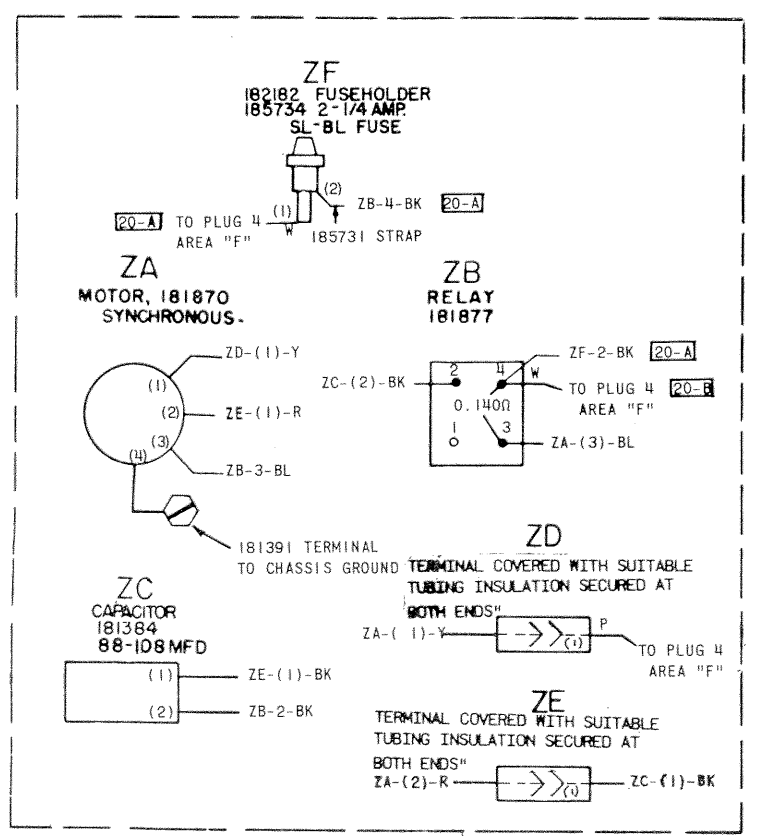 ZF
182182 FUSEHOLDER
185734 2-1/4 AMP.
SL-BL FUSE
(2)
ZB-4-BK 20-A
20-A TO PLUG 4
AREA "F"
(1)
W
185731 STRAP
ZA
MOTOR, 181870
SYNCHRONOUS-
ZD-(1)-Y
(1)
(2)
ZE-(1)-R
(3)
(4)
ZB-3-BL
181391 TERMINAL
TO CHASSIS GROUND
ZB
RELAY
181877
ZF-2-BK 20-A
2 4 W
ZC-(2)-BK
TO PLUG 4 20-B
AREA "F"
0.140Ω
1 3
ZA-(3)-BL
ZC
CAPACITOR
181384
88-108MFD
(1) ZE-(1)-BK
(2) ZB-2-BK
ZD
TERMINAL COVERED WITH SUITABLE
TUBING INSULATION SECURED AT
BOTH ENDS"
ZA-(1)-Y
(1)
P
TO PLUG 4
AREA "F"
ZE
TERMINAL COVERED WITH SUITABLE
TUBING INSULATION SECURED AT
BOTH ENDS"
ZA-(2)-R
(1)
ZC-(1)-BK